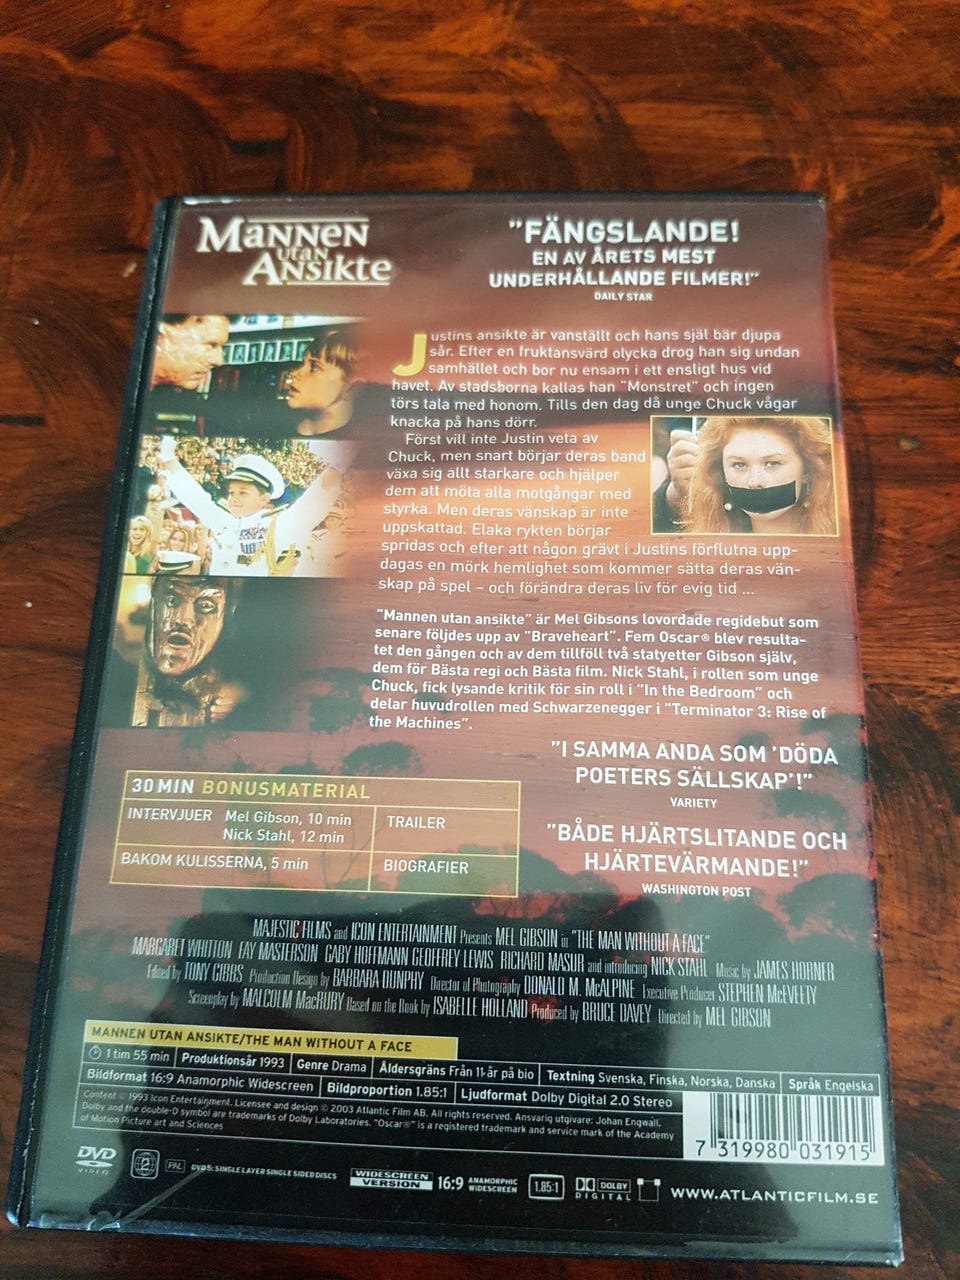 MANNEN
UTAN
ANSIKTE
"FÄNGSLANDE!
EN AV ÅRETS MEST
UNDERHÅLLANDE FILMER!"
DAILY STAR
Justins ansikte är vanställt och hans själ bär djupa
sår. Efter en fruktansvärd olycka drog han sig undan
samhället och bor nu ensam i ett ensligt hus vid
havet. Av stadsborna kallas han "Monstret" och ingen
törs tala med honom. Tills den dag då unge Chuck vågar
knacka på hans dörr.
Först vill inte Justin veta av
Chuck, men snart börjar deras band
växa sig allt starkare och hjälper
dem att möta alla motgångar med
styrka. Men deras vänskap är inte
uppskattad. Elaka rykten börjar
spridas och efter att någon grävt i Justins förflutna upp-
dagas en mörk hemlighet som kommer sätta deras vän-
skap på spel – och förändra deras liv för evig tid ...
"Mannen utan ansikte" är Mel Gibsons lovordade regidebut som
senare följdes upp av "Braveheart". Fem Oscar® blev resulta-
tet den gången och av dem tillföll två statyetter Gibson själv,
dem för Bästa regi och Bästa film. Nick Stahl, i rollen som unge
Chuck, fick lysande kritik för sin roll i "In the Bedroom" och
delar huvudrollen med Schwarzenegger i "Terminator 3: Rise of
the Machines".
"I SAMMA ANDA SOM 'DÖDA
POETERS SÄLLSKAP'!"
VARIETY
"BÅDE HJÄRTSLITANDE OCH
HJÄRTEVÄRMANDE!"
WASHINGTON POST
30 MIN BONUSMATERIAL
INTERVJUER Mel Gibson, 10 min
Nick Stahl, 12 min
TRAILER
BAKOM KULISSERNA, 5 min
BIOGRAFIER
MAJESTIC FILMS and ICON ENTERTAINMENT Presents MEL GIBSON in "THE MAN WITHOUT A FACE"
MARGARET WHITTON FAY MASTERSON GABY HOFFMANN GEOFFREY LEWIS RICHARD MASUR and introducing NICK STAHL Music by JAMES HORNER
Edited by TONY GIBBS Production Design by BARBARA DUNPHY Director of Photography DONALD M. McALPINE Executive Producer STEPHEN McEVEETY
Screenplay by MALCOLM MacRURY Based on the Book by ISABELLE HOLLAND Produced by BRUCE DAVEY Directed by MEL GIBSON
MANNEN UTAN ANSIKTE/THE MAN WITHOUT A FACE
1 tim 55 min Produktionsår 1993 Genre Drama Åldersgräns Från 11-år på bio Textning Svenska, Finska, Norska, Danska Språk Engelska
Bildformat 16:9 Anamorphic Widescreen Bildproportion 1.85:1 Ljudformat Dolby Digital 2.0 Stereo
Content © 1993 Icon Entertainment. Licensee and design © 2003 Atlantic Film AB. All rights reserved. Ansvarig utgivare: Johan Engwall.
Dolby and the double-D symbol are trademarks of Dolby Laboratories. "Oscar®" is a registered trademark and service mark of the Academy
of Motion Picture art and Sciences
7 319980 031915
DVD VIDEO
2
PAL
DVD 5: SINGLE LAYER SINGLE SIDED DISCS
WIDESCREEN
VERSION
16:9 ANAMORPHIC
WIDESCREEN
1.85:1
DOLBY
DIGITAL
WWW.ATLANTICFILM.SE